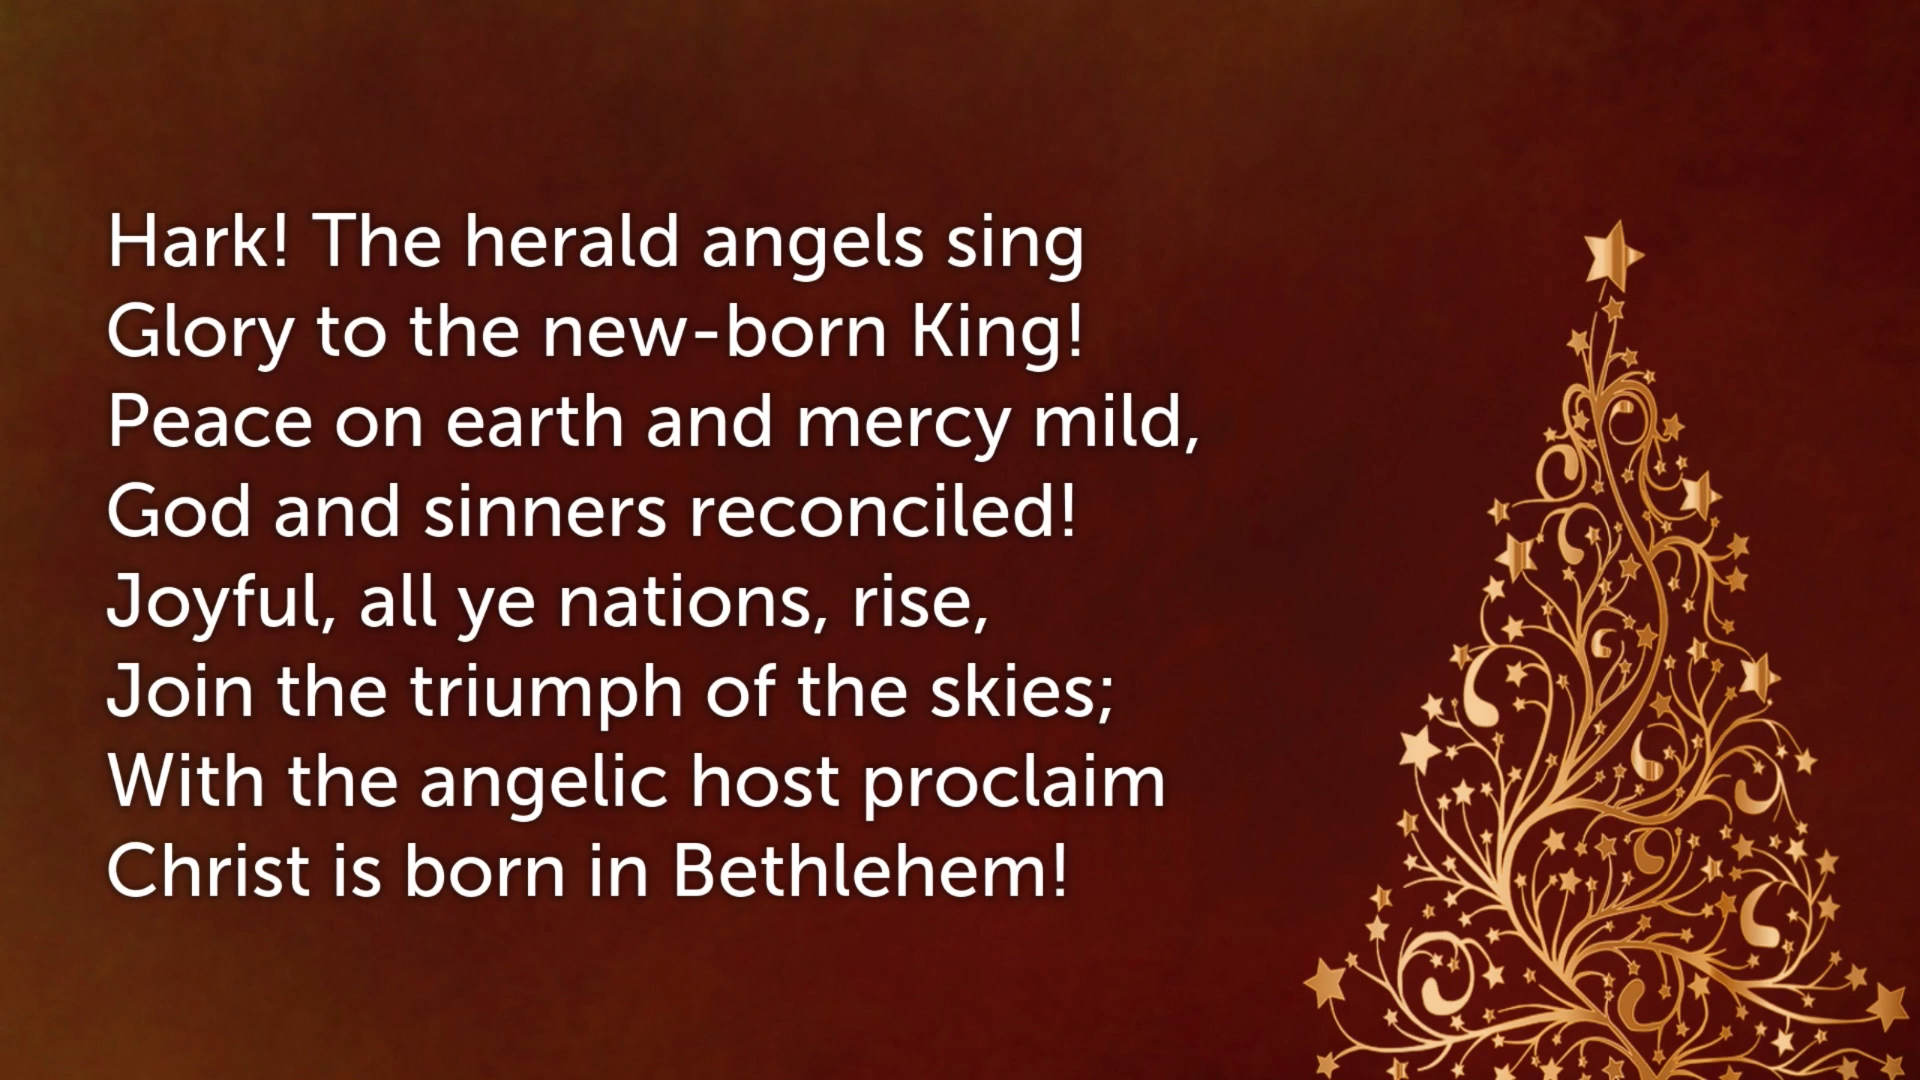 Hark! The herald angels sing
Glory to the new-born King!
Peace on earth and mercy mild,
God and sinners reconciled!
Joyful, all ye nations, rise,
Join the triumph of the skies;
With the angelic host proclaim
Christ is born in Bethlehem!